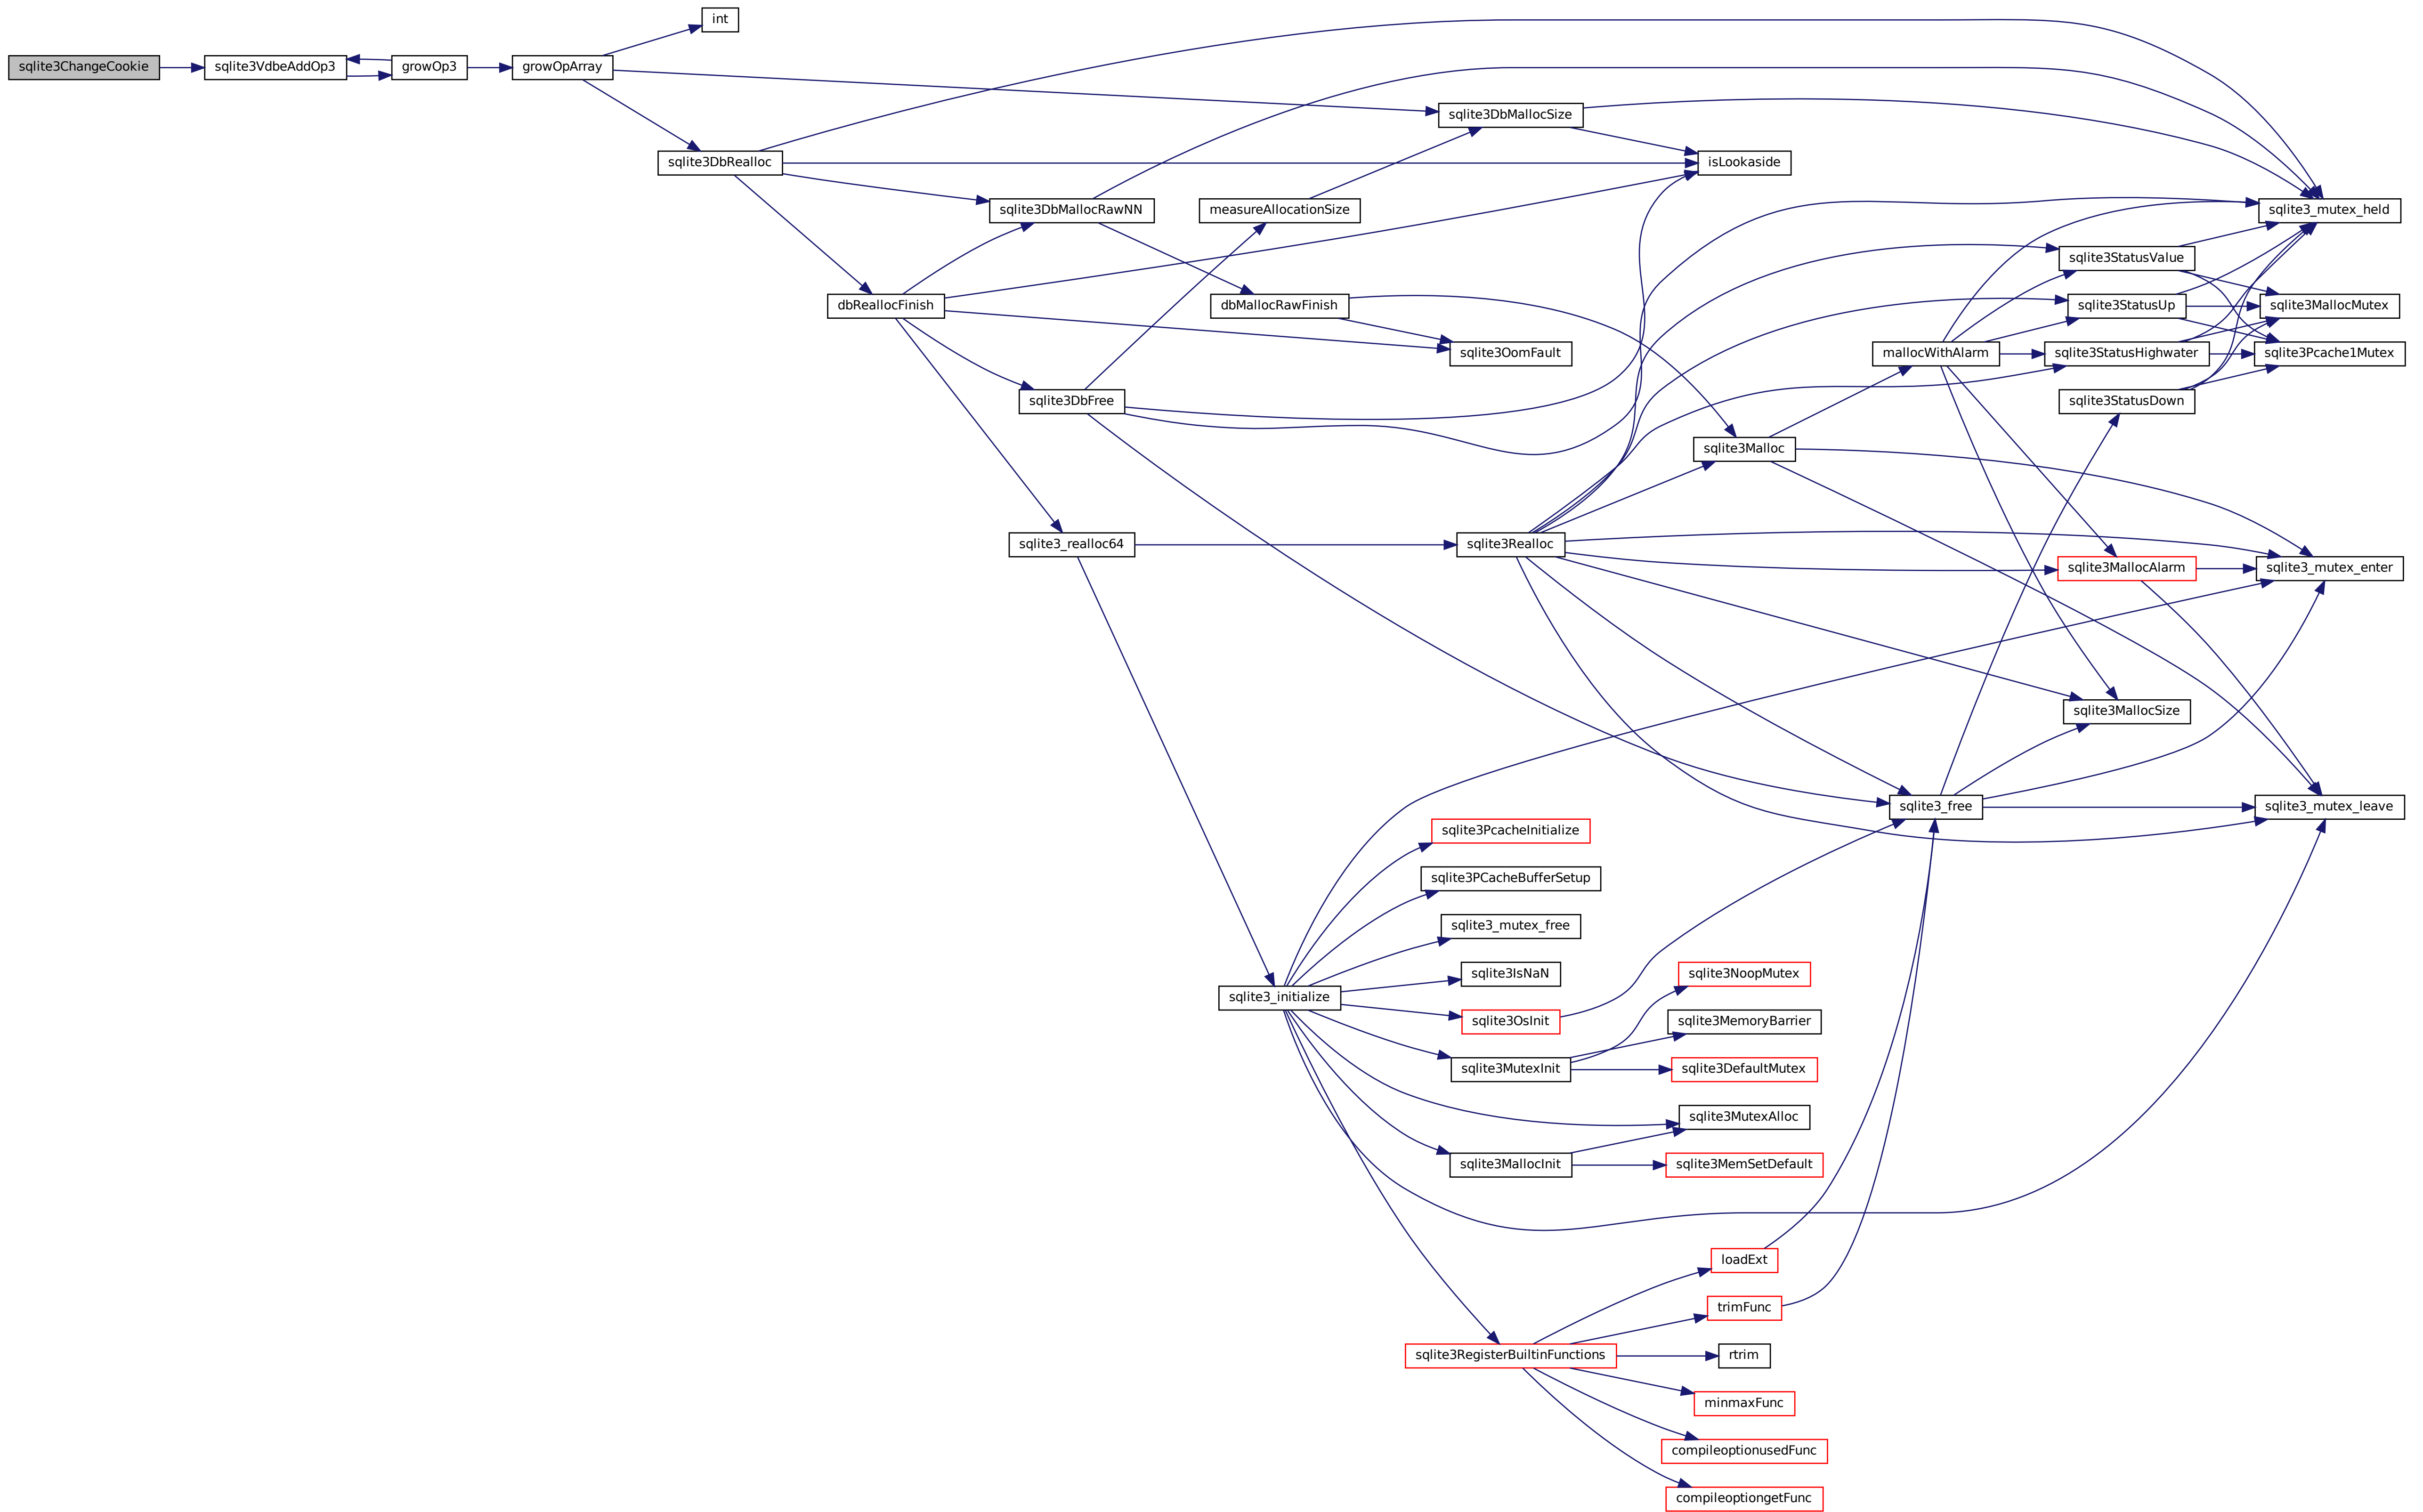 int
sqlite3ChangeCookie
sqlite3VdbeAddOp3
growOp3
growOpArray
sqlite3DbMallocSize
sqlite3DbRealloc
isLookaside
sqlite3DbMallocRawNN
measureAllocationSize
sqlite3_mutex_held
sqlite3StatusValue
dbReallocFinish
dbMallocRawFinish
sqlite3StatusUp
sqlite3MallocMutex
sqlite3OomFault
mallocWithAlarm
sqlite3StatusHighwater
sqlite3Pcache1Mutex
sqlite3DbFree
sqlite3StatusDown
sqlite3Malloc
sqlite3_realloc64
sqlite3Realloc
sqlite3MallocAlarm
sqlite3_mutex_enter
sqlite3MallocSize
sqlite3_free
sqlite3_mutex_leave
sqlite3PcacheInitialize
sqlite3PCacheBufferSetup
sqlite3_mutex_free
sqlite3IsNaN
sqlite3NoopMutex
sqlite3_initialize
sqlite3OsInit
sqlite3MemoryBarrier
sqlite3MutexInit
sqlite3DefaultMutex
sqlite3MutexAlloc
sqlite3MallocInit
sqlite3MemSetDefault
loadExt
trimFunc
sqlite3RegisterBuiltinFunctions
rtrim
minmaxFunc
compileoptionusedFunc
compileoptiongetFunc